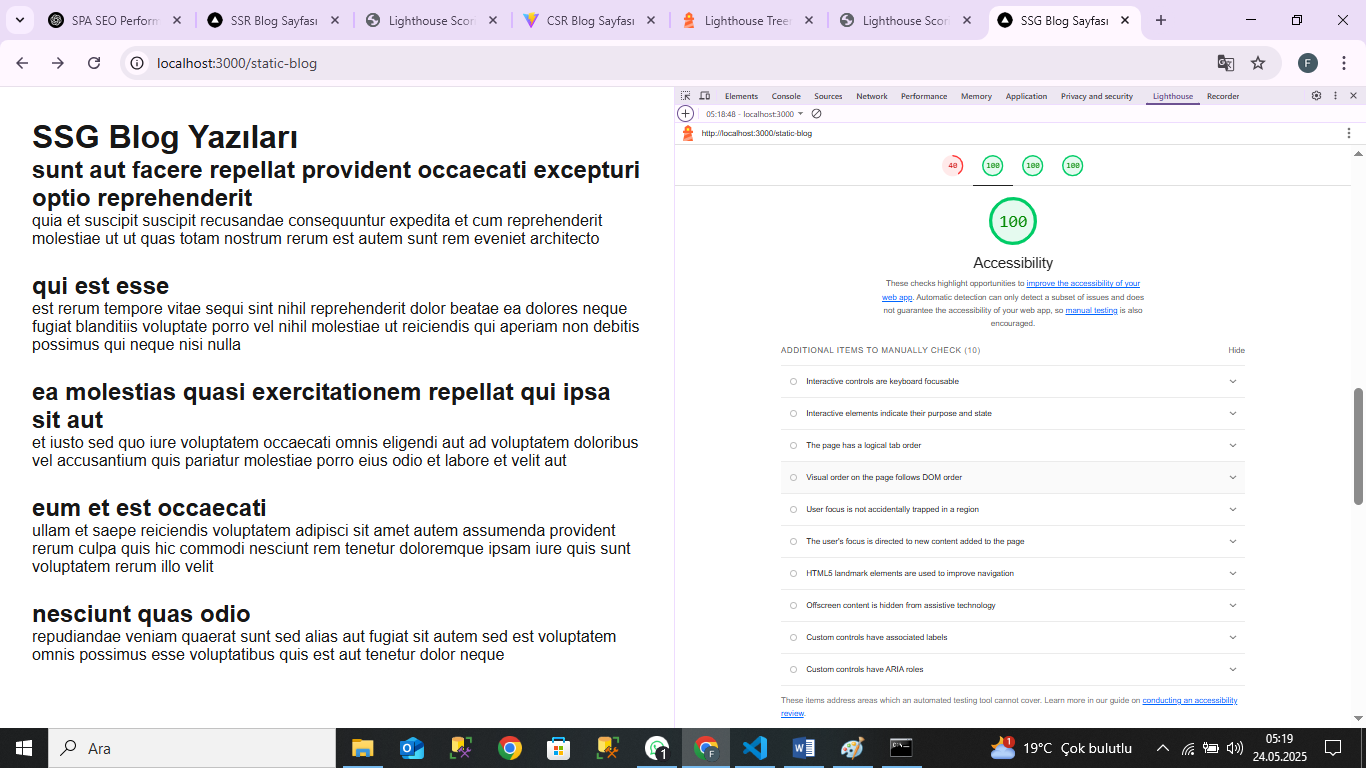 SPA SEO Perform
SSR Blog Sayfası
Lighthouse Score
CSR Blog Sayfası
Lighthouse Treec
Lighthouse Score
SSG Blog Sayfası
localhost:3000/static-blog
F
SSG Blog Yazıları
sunt aut facere repellat provident occaecati excepturi
optio reprehenderit
quia et suscipit suscipit recusandae consequuntur expedita et cum reprehenderit
molestiae ut ut quas totam nostrum rerum est autem sunt rem eveniet architecto
qui est esse
est rerum tempore vitae sequi sint nihil reprehenderit dolor beatae ea dolores neque
fugiat blanditiis voluptate porro vel nihil molestiae ut reiciendis qui aperiam non debitis
possimus qui neque nisi nulla
ea molestias quasi exercitationem repellat qui ipsa
sit aut
et iusto sed quo iure voluptatem occaecati omnis eligendi aut ad voluptatem doloribus
vel accusantium quis pariatur molestiae porro eius odio et labore et velit aut
eum et est occaecati
ullam et saepe reiciendis voluptatem adipisci sit amet autem assumenda provident
rerum culpa quis hic commodi nesciunt rem tenetur doloremque ipsam iure quis sunt
voluptatem rerum illo velit
nesciunt quas odio
repudiandae veniam quaerat sunt sed alias aut fugiat sit autem sed est voluptatem
omnis possimus esse voluptatibus quis est aut tenetur dolor neque
Elements Console Sources Network Performance Memory Application Privacy and security Lighthouse Recorder
05:18:48 - localhost:3000
http://localhost:3000/static-blog
40 100 100 100
100
Accessibility
These checks highlight opportunities to improve the accessibility of your
web app. Automatic detection can only detect a subset of issues and does
not guarantee the accessibility of your web app, so manual testing is also
encouraged.
ADDITIONAL ITEMS TO MANUALLY CHECK (10) Hide
Interactive controls are keyboard focusable
Interactive elements indicate their purpose and state
The page has a logical tab order
Visual order on the page follows DOM order
User focus is not accidentally trapped in a region
The user's focus is directed to new content added to the page
HTML5 landmark elements are used to improve navigation
Offscreen content is hidden from assistive technology
Custom controls have associated labels
Custom controls have ARIA roles
These items address areas which an automated testing tool cannot cover. Learn more in our guide on conducting an accessibility
review.
Ara
1
F
1
19°C Çok bulutlu
05:19
24.05.2025